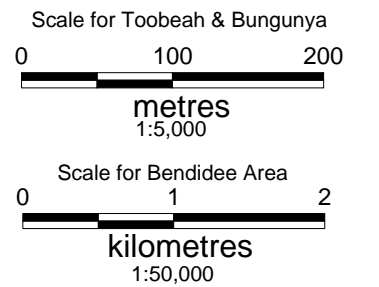 Scale for Toobeah & Bungunya
0 100 200
metres
1:5,000
Scale for Bendidee Area
0 1 2
kilometres
1:50,000